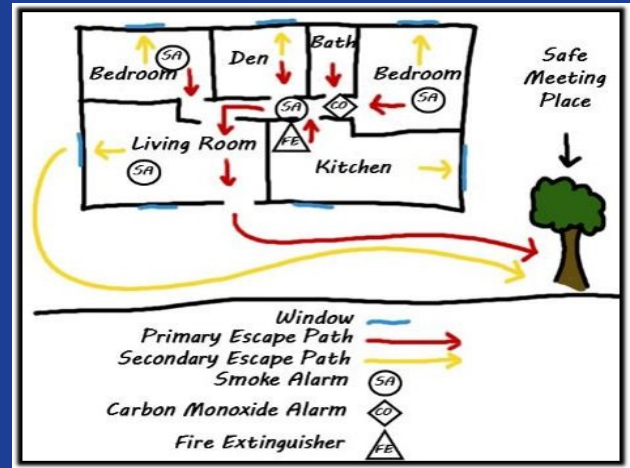 Bedroom
SA
Den
Bath
Bedroom
SA
Safe
Meeting
Place
SA
CO
FE
Living Room
SA
Kitchen
Window
Primary Escape Path
Secondary Escape Path
Smoke Alarm
SA
Carbon Monoxide Alarm
CO
Fire Extinguisher
FE